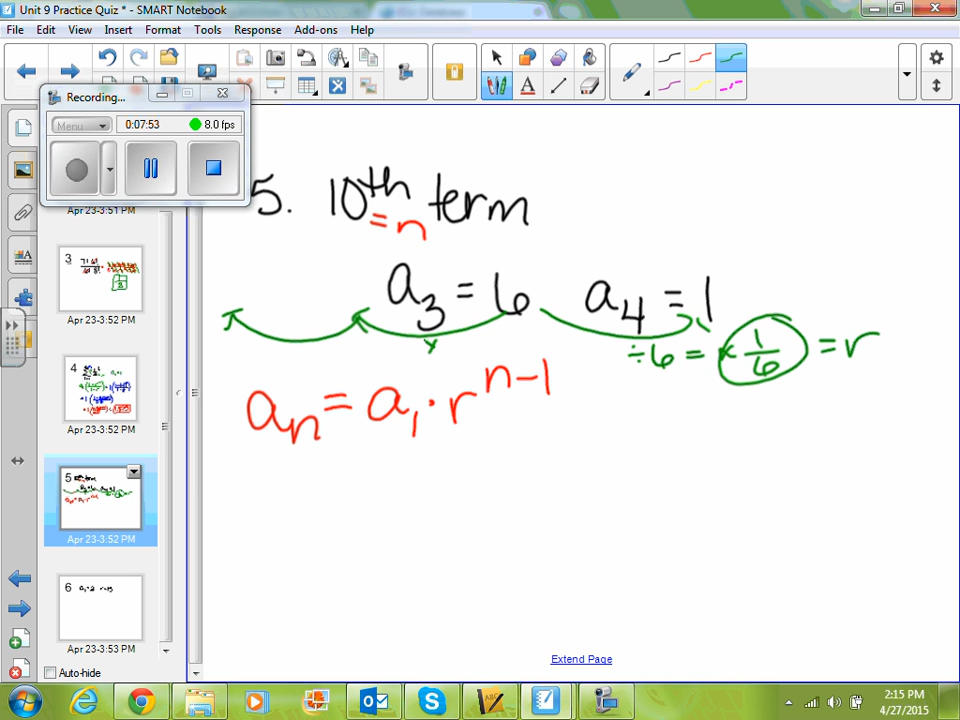 Unit 9 Practice Quiz * - SMART Notebook
File Edit View Insert Format Tools Response Add-ons Help
Recording...
Menu 0:07:53 8.0 fps
Apr 23-3:51 PM
3
Apr 23-3:52 PM
4
Apr 23-3:52 PM
5
Apr 23-3:52 PM
6
Apr 23-3:53 PM
Auto-hide
5. 10th term
= n
a3 = 6 a4 = 1
x ÷6 = x 1/6 = r
an = a1 · r^n-1
Extend Page
2:15 PM
4/27/2015